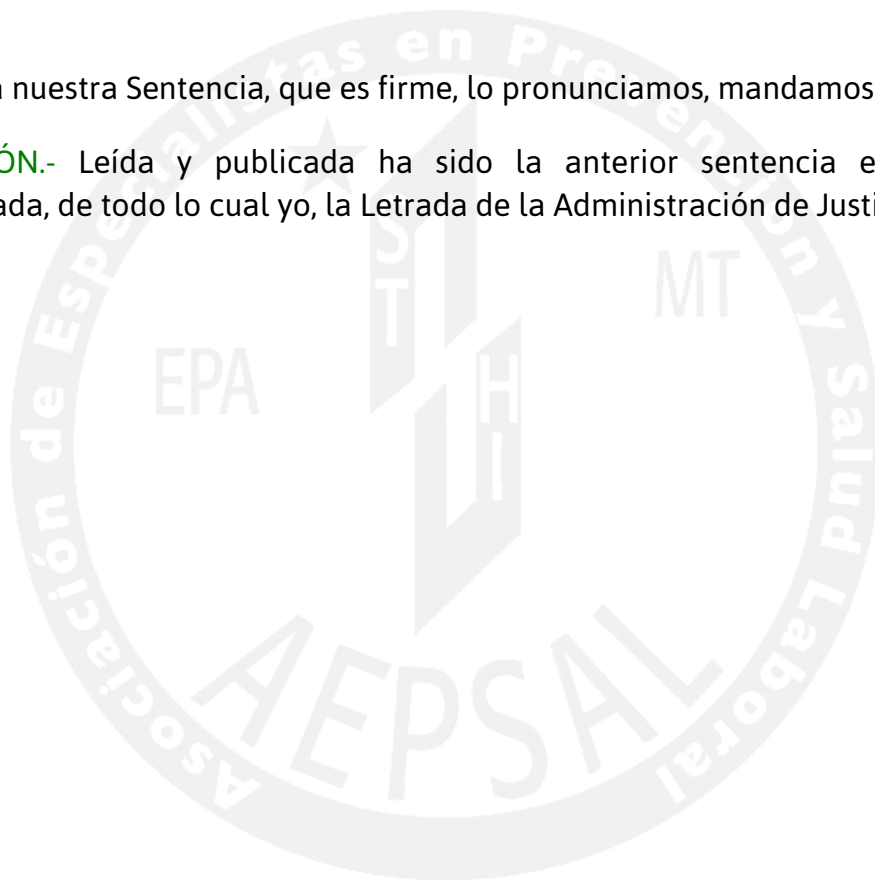 nuestra Sentencia, que es firme, lo pronunciamos, mandamos
ÓN.- Leída y publicada ha sido la anterior sentencia e
ada, de todo lo cual yo, la Letrada de la Administración de Justi
Asociación de Especialistas en Prevención y Salud Laboral
S
T
MT
EPA
H
I
AEPSAL